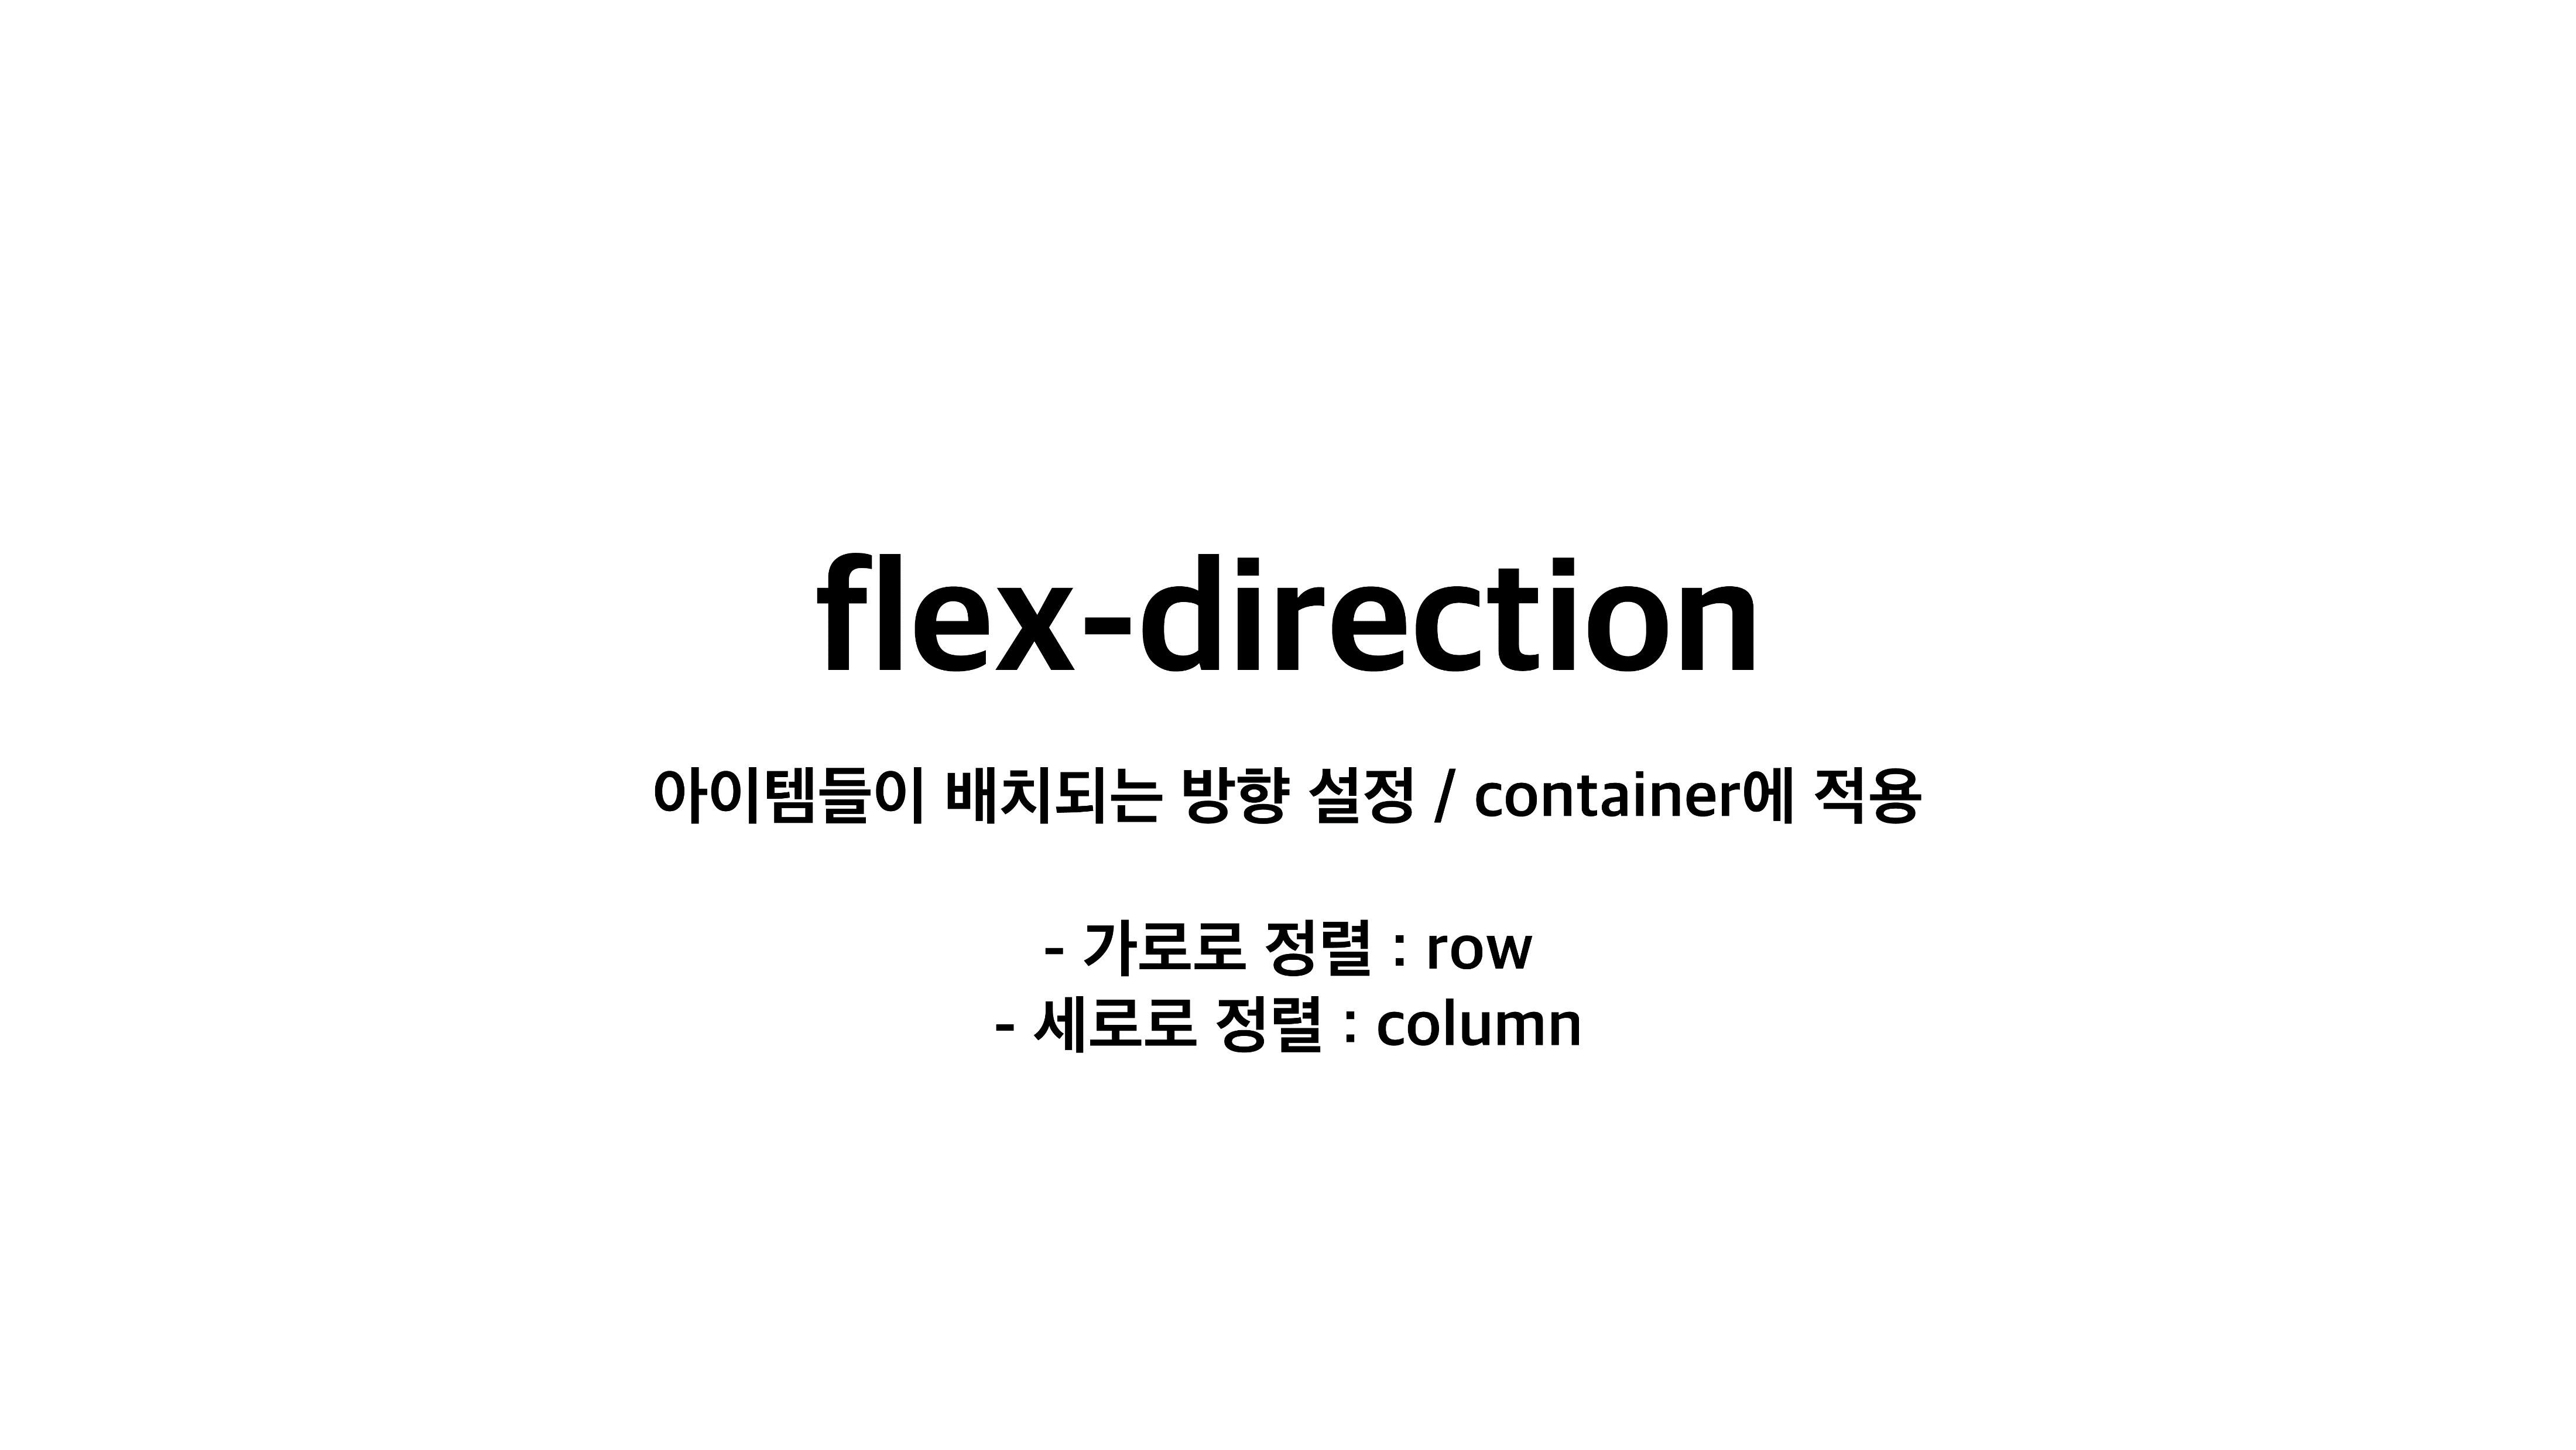 flex-direction
아이템들이 배치되는 방향 설정 / container에 적용
- 가로로 정렬 : row
- 세로로 정렬 : column